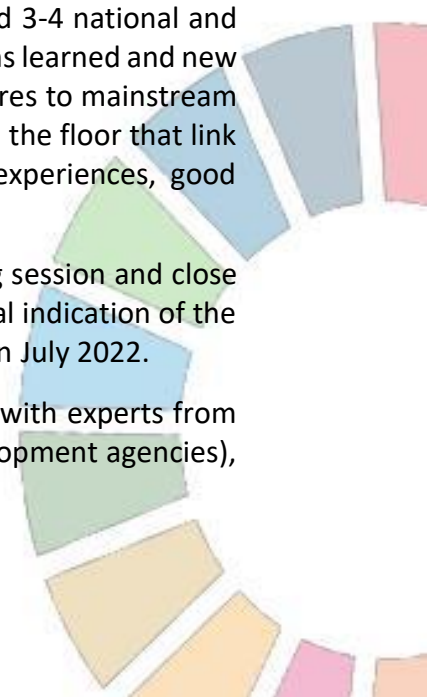 d 3-4 national and
s learned and new
res to mainstream
the floor that link
experiences, good
g session and close
al indication of the
n July 2022.
with experts from
opment agencies),